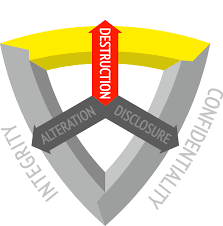 DESTRUCTION
ALTERATION
DISCLOSURE
INTEGRITY
CONFIDENTIALITY